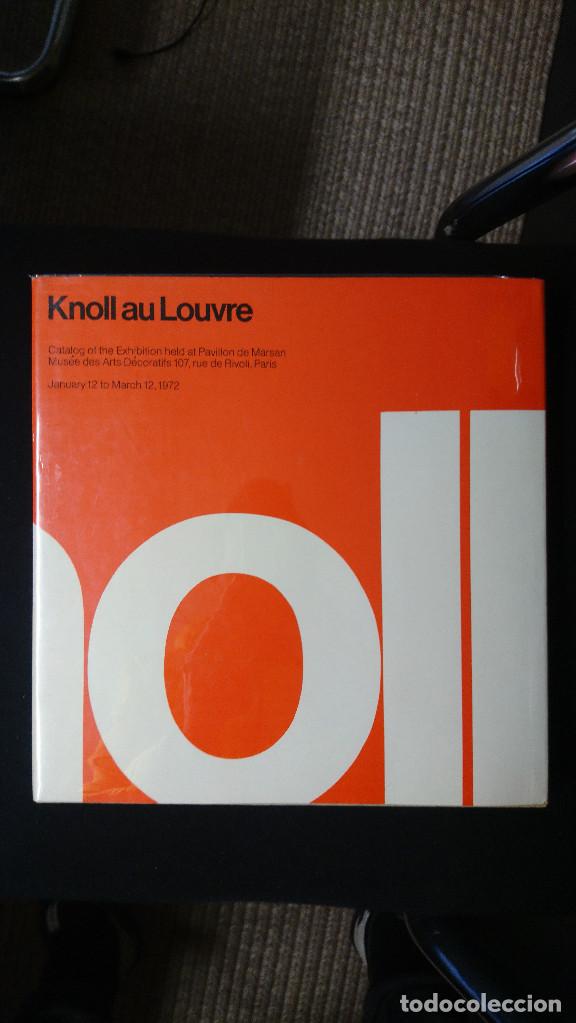 Knoll au Louvre
Catalog of the Exhibition held at Pavillon de Marsan
Musée des Arts Décoratifs 107, rue de Rivoli, Paris
January 12 to March 12, 1972
noll
todocoleccion